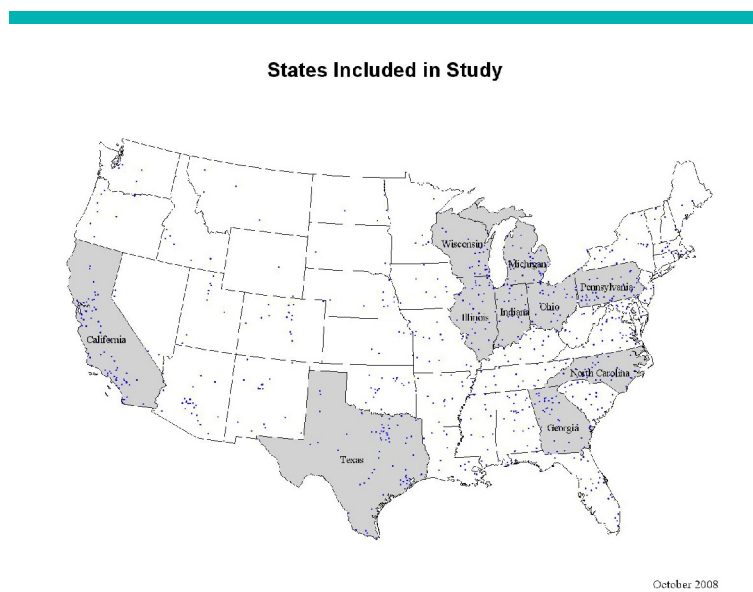 States Included in Study
Wisconsin
Michigan
Pennsylvania
Illinois
Indiana
Ohio
California
North Carolina
Georgia
Texas
October 2008